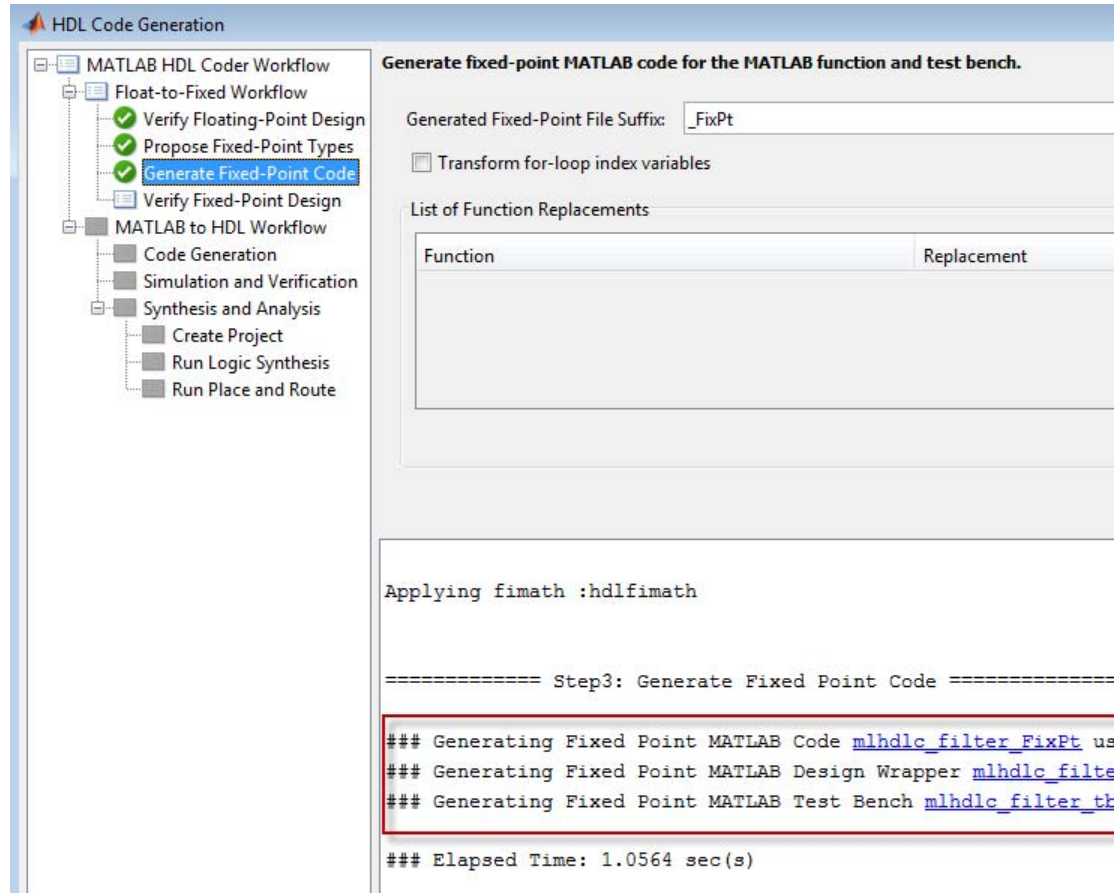 HDL Code Generation
MATLAB HDL Coder Workflow
Float-to-Fixed Workflow
Verify Floating-Point Design
Propose Fixed-Point Types
Generate Fixed-Point Code
Verify Fixed-Point Design
MATLAB to HDL Workflow
Code Generation
Simulation and Verification
Synthesis and Analysis
Create Project
Run Logic Synthesis
Run Place and Route
Generate fixed-point MATLAB code for the MATLAB function and test bench.
Generated Fixed-Point File Suffix: _FixPt
Transform for-loop index variables
List of Function Replacements
Function Replacement
Applying fimath :hdlfimath
============= Step3: Generate Fixed Point Code ==============
### Generating Fixed Point MATLAB Code mlhdlc_filter_FixPt us
### Generating Fixed Point MATLAB Design Wrapper mlhdlc_filte
### Generating Fixed Point MATLAB Test Bench mlhdlc_filter_tb
### Elapsed Time: 1.0564 sec(s)